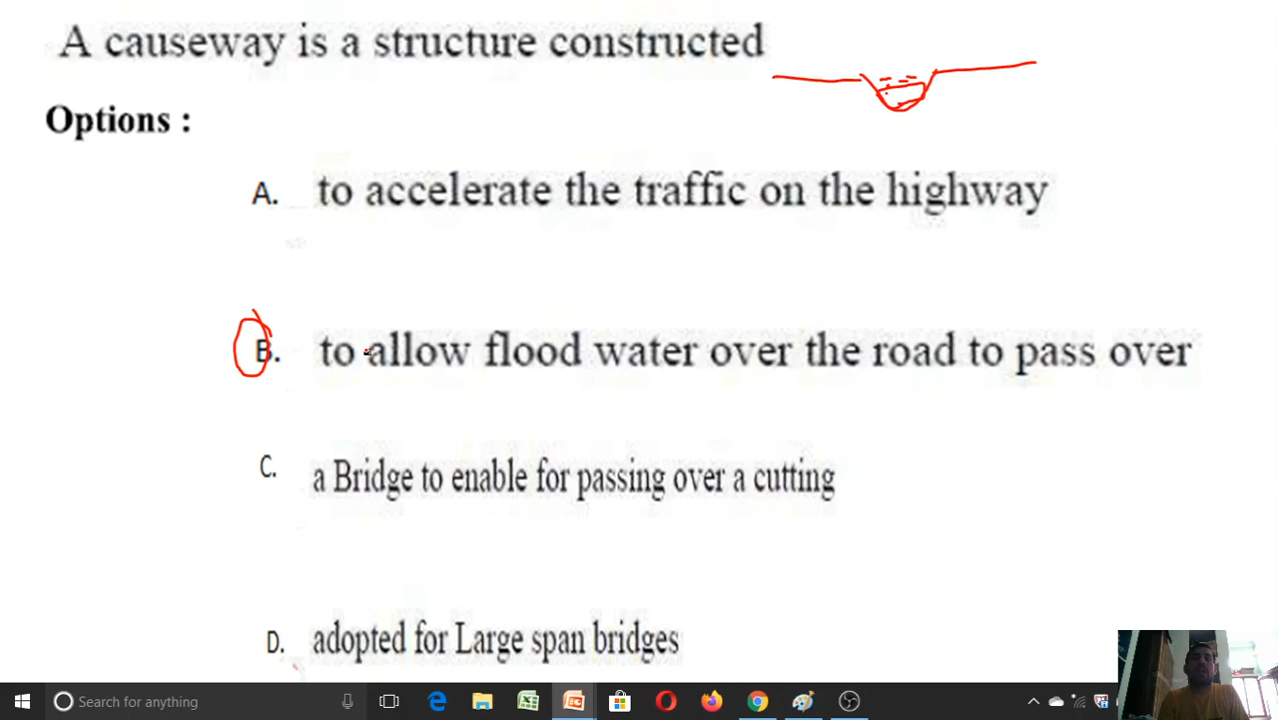 A causeway is a structure constructed
Options :
A. to accelerate the traffic on the highway
B. to allow flood water over the road to pass over
C. a Bridge to enable for passing over a cutting
D. adopted for Large span bridges
Search for anything